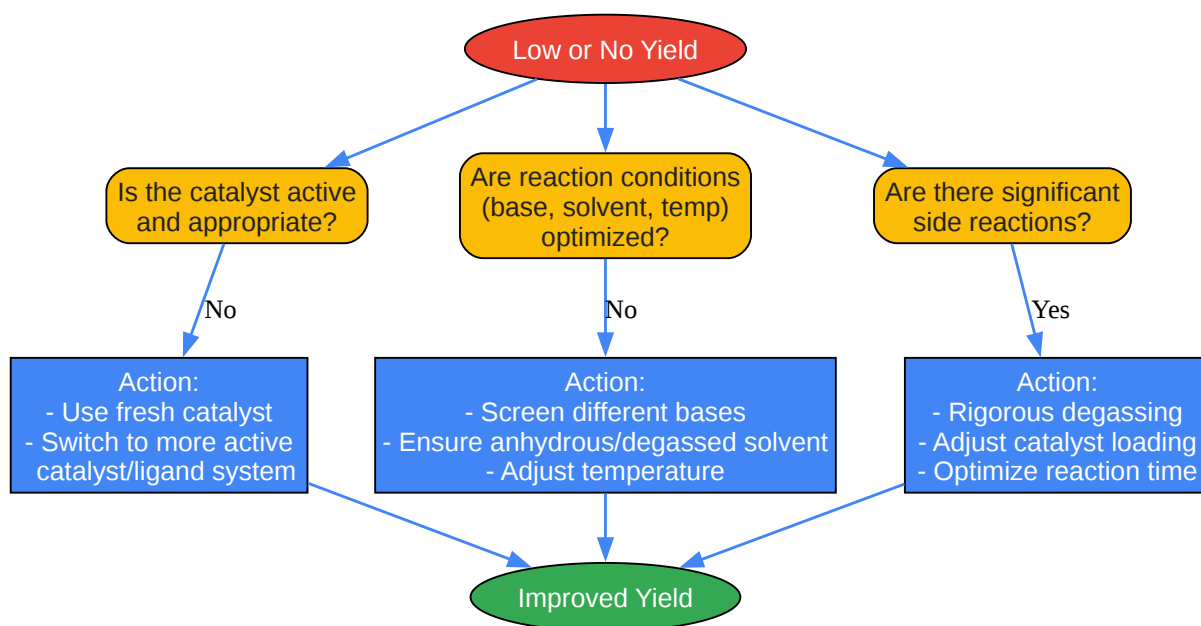 Low or No Yield
Is the catalyst active
and appropriate?
Are reaction conditions
(base, solvent, temp)
optimized?
Are there significant
side reactions?
No
No
Yes
Action:
- Use fresh catalyst
- Switch to more active
catalyst/ligand system
Action:
- Screen different bases
- Ensure anhydrous/degassed solvent
- Adjust temperature
Action:
- Rigorous degassing
- Adjust catalyst loading
- Optimize reaction time
Improved Yield